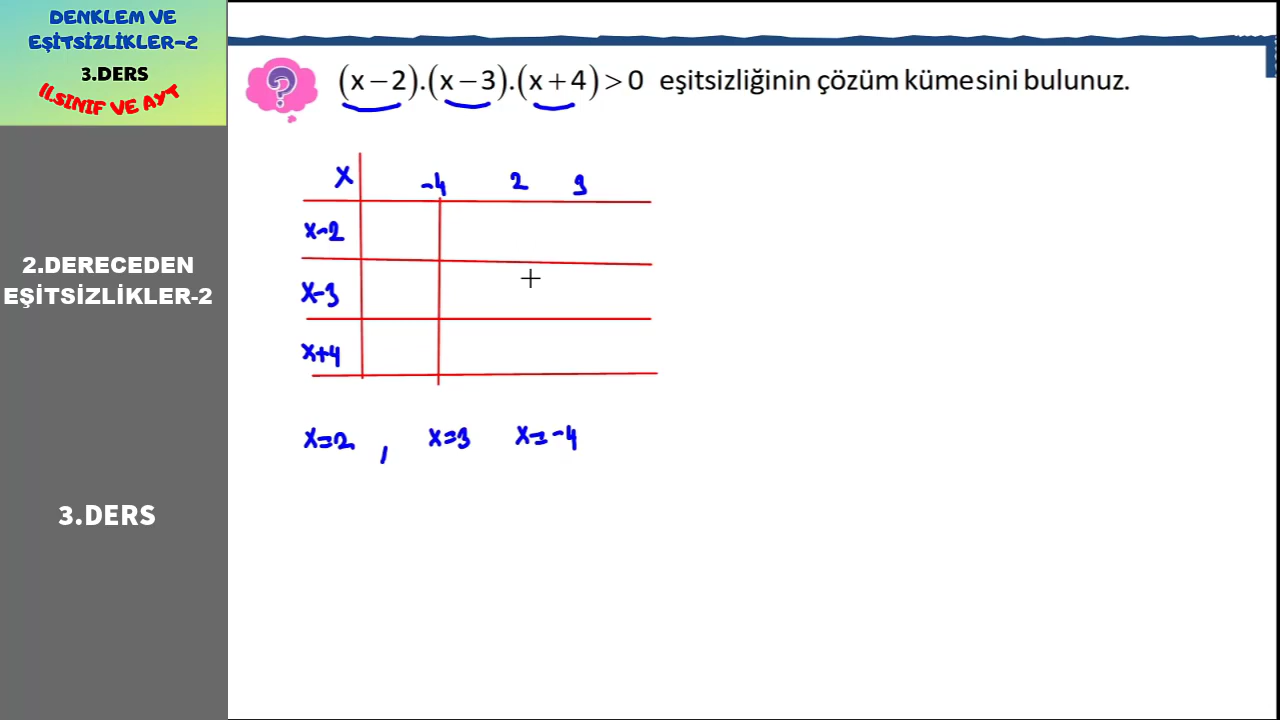 DENKLEM VE
EŞİTSİZLİKLER-2
3.DERS
11.SINIF VE AYT
2.DERECEDEN
EŞİTSİZLİKLER-2
3.DERS
(x−2).(x−3).(x+4)>0 eşitsizliğinin çözüm kümesini bulunuz.
x -4 2 3
x-2
x-3
x+4
x=2 , x=3 x=-4